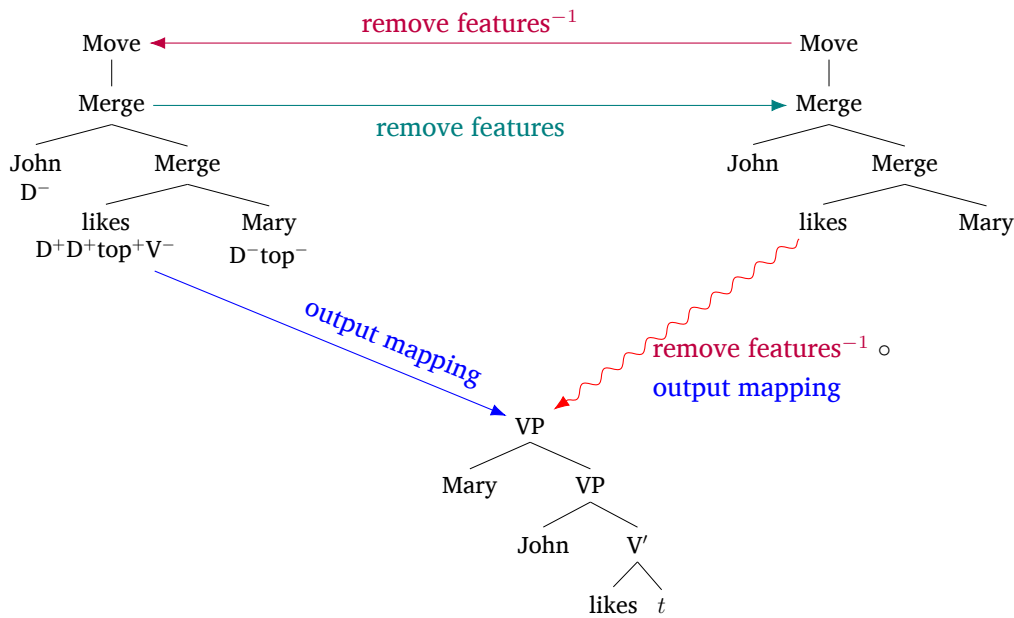 remove features⁻¹
Move Move
Merge Merge
remove features
John Merge John Merge
D⁻
likes Mary likes Mary
D⁺D⁺top⁺V⁻ D⁻top⁻
output mapping
remove features⁻¹ ∘
output mapping
VP
Mary VP
John V′
likes t